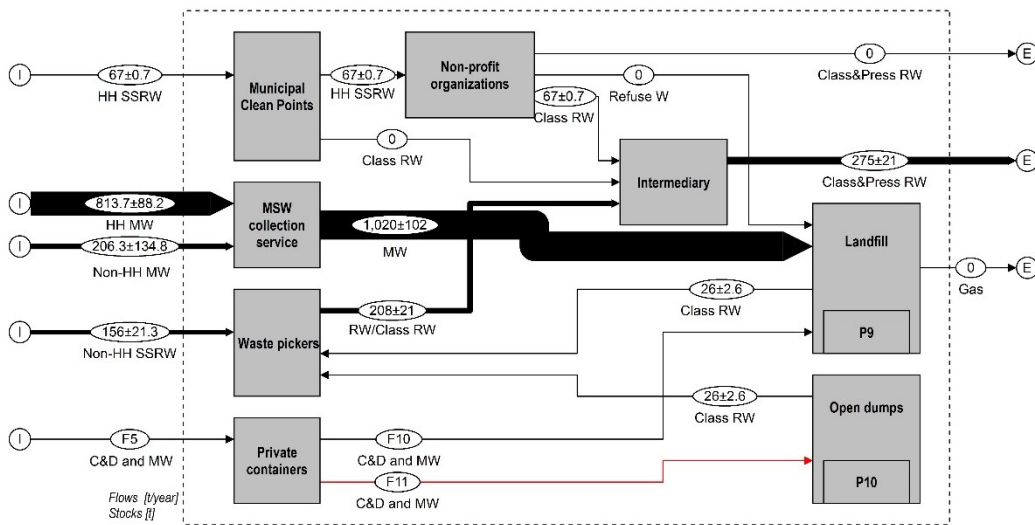 I
67±0.7
HH SSRW
Municipal
Clean Points
67±0.7
HH SSRW
Non-profit
organizations
0
Class&Press RW
E
0
Refuse W
67±0.7
Class RW
0
Class RW
Intermediary
275±21
Class&Press RW
E
I
813.7±88.2
HH MW
MSW
collection
service
1,020±102
MW
I
206.3±134.8
Non-HH MW
Landfill
P9
0
Gas
E
26±2.6
Class RW
I
156±21.3
Non-HH SSRW
Waste pickers
208±21
RW/Class RW
26±2.6
Class RW
Open dumps
P10
I
F5
C&D and MW
Private
containers
F10
C&D and MW
F11
C&D and MW
Flows [t/year]
Stocks [t]